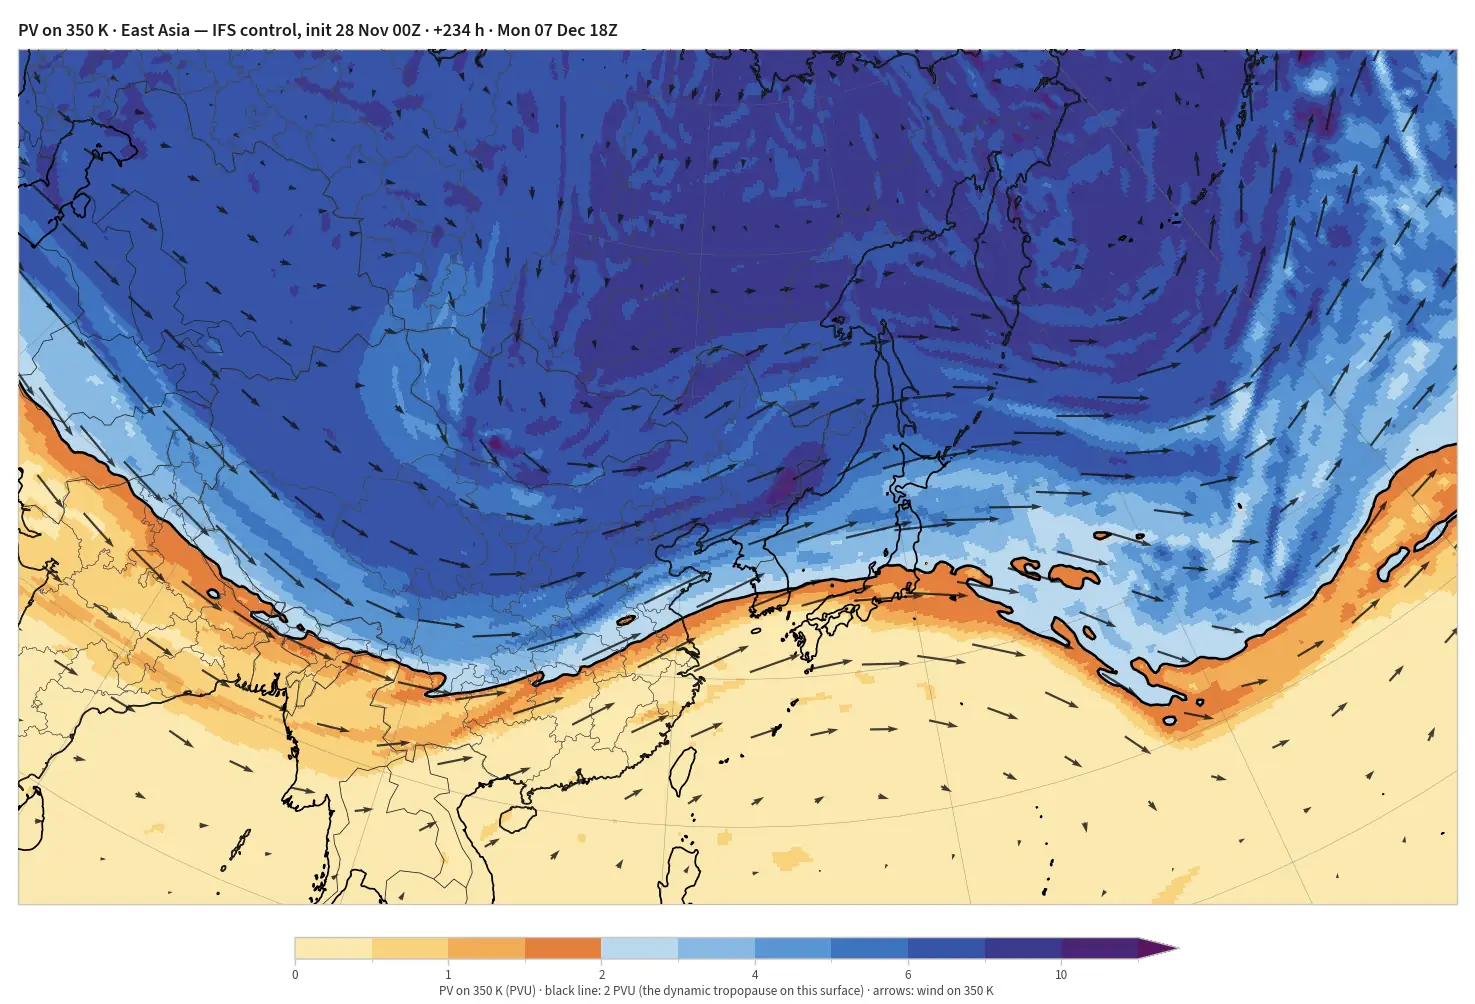 PV on 350 K · East Asia — IFS control, init 28 Nov 00Z · +234 h · Mon 07 Dec 18Z
0 1 2 4 6 10
PV on 350 K (PVU) · black line: 2 PVU (the dynamic tropopause on this surface) · arrows: wind on 350 K